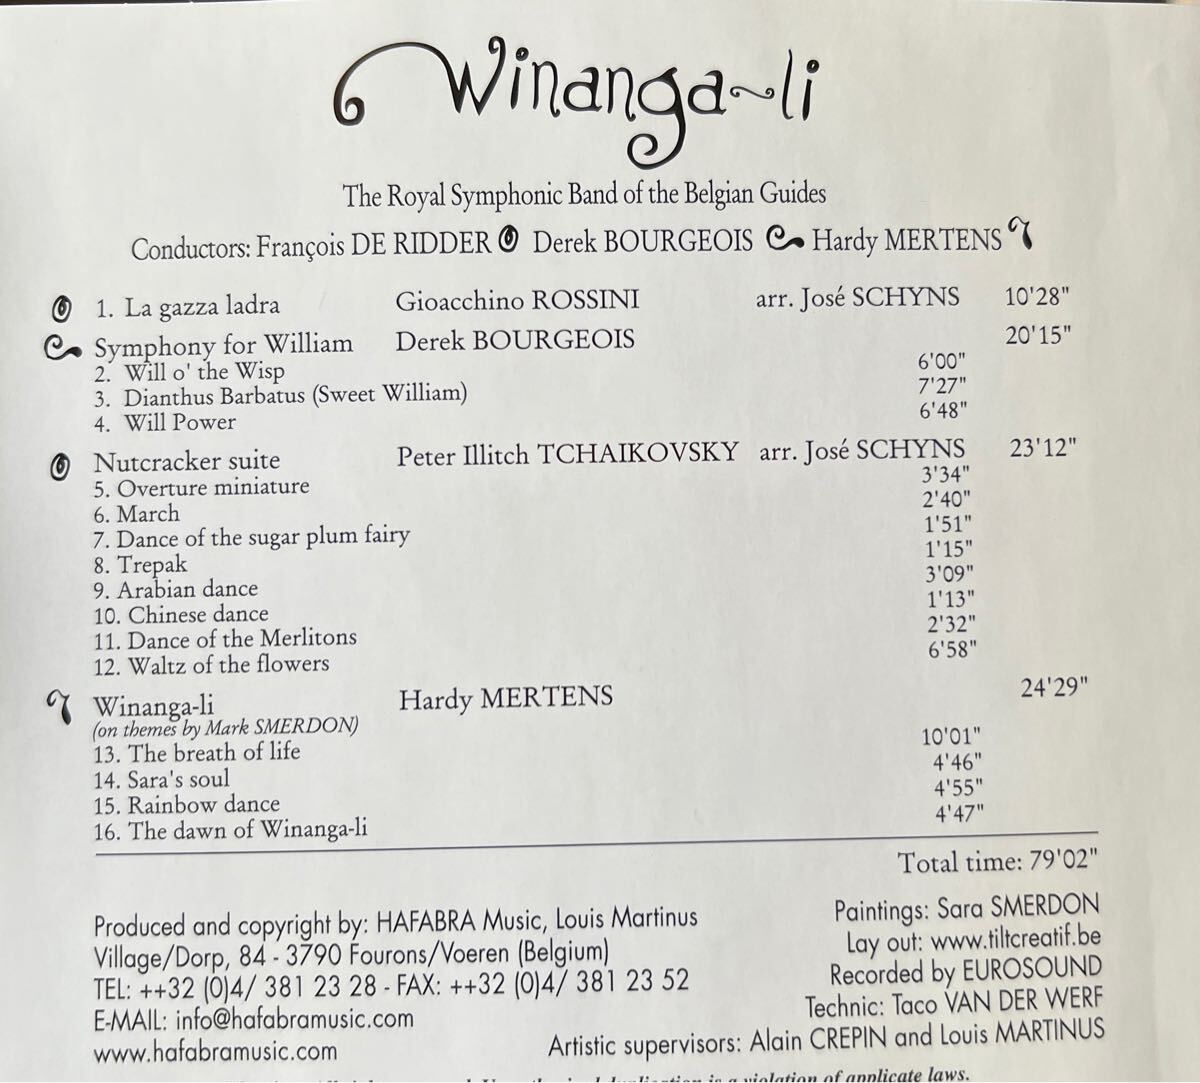 Winanga~li
The Royal Symphonic Band of the Belgian Guides
Conductors: François DE RIDDER Derek BOURGEOIS Hardy MERTENS
1. La gazza ladra Gioacchino ROSSINI arr. José SCHYNS 10'28"
Symphony for William Derek BOURGEOIS 20'15"
2. Will o' the Wisp 6'00"
3. Dianthus Barbatus (Sweet William) 7'27"
4. Will Power 6'48"
Nutcracker suite Peter Illitch TCHAIKOVSKY arr. José SCHYNS 23'12"
5. Overture miniature 3'34"
6. March 2'40"
7. Dance of the sugar plum fairy 1'51"
8. Trepak 1'15"
9. Arabian dance 3'09"
10. Chinese dance 1'13"
11. Dance of the Merlitons 2'32"
12. Waltz of the flowers 6'58"
Winanga-li Hardy MERTENS 24'29"
(on themes by Mark SMERDON)
13. The breath of life 10'01"
14. Sara's soul 4'46"
15. Rainbow dance 4'55"
16. The dawn of Winanga-li 4'47"
Total time: 79'02"
Produced and copyright by: HAFABRA Music, Louis Martinus
Village/Dorp, 84 - 3790 Fourons/Voeren (Belgium)
TEL: ++32 (0)4/ 381 23 28 - FAX: ++32 (0)4/ 381 23 52
E-MAIL: info@hafabramusic.com
www.hafabramusic.com
Paintings: Sara SMERDON
Lay out: www.tiltcreatif.be
Recorded by EUROSOUND
Technic: Taco VAN DER WERF
Artistic supervisors: Alain CREPIN and Louis MARTINUS
duplication is a violation of applicate laws.